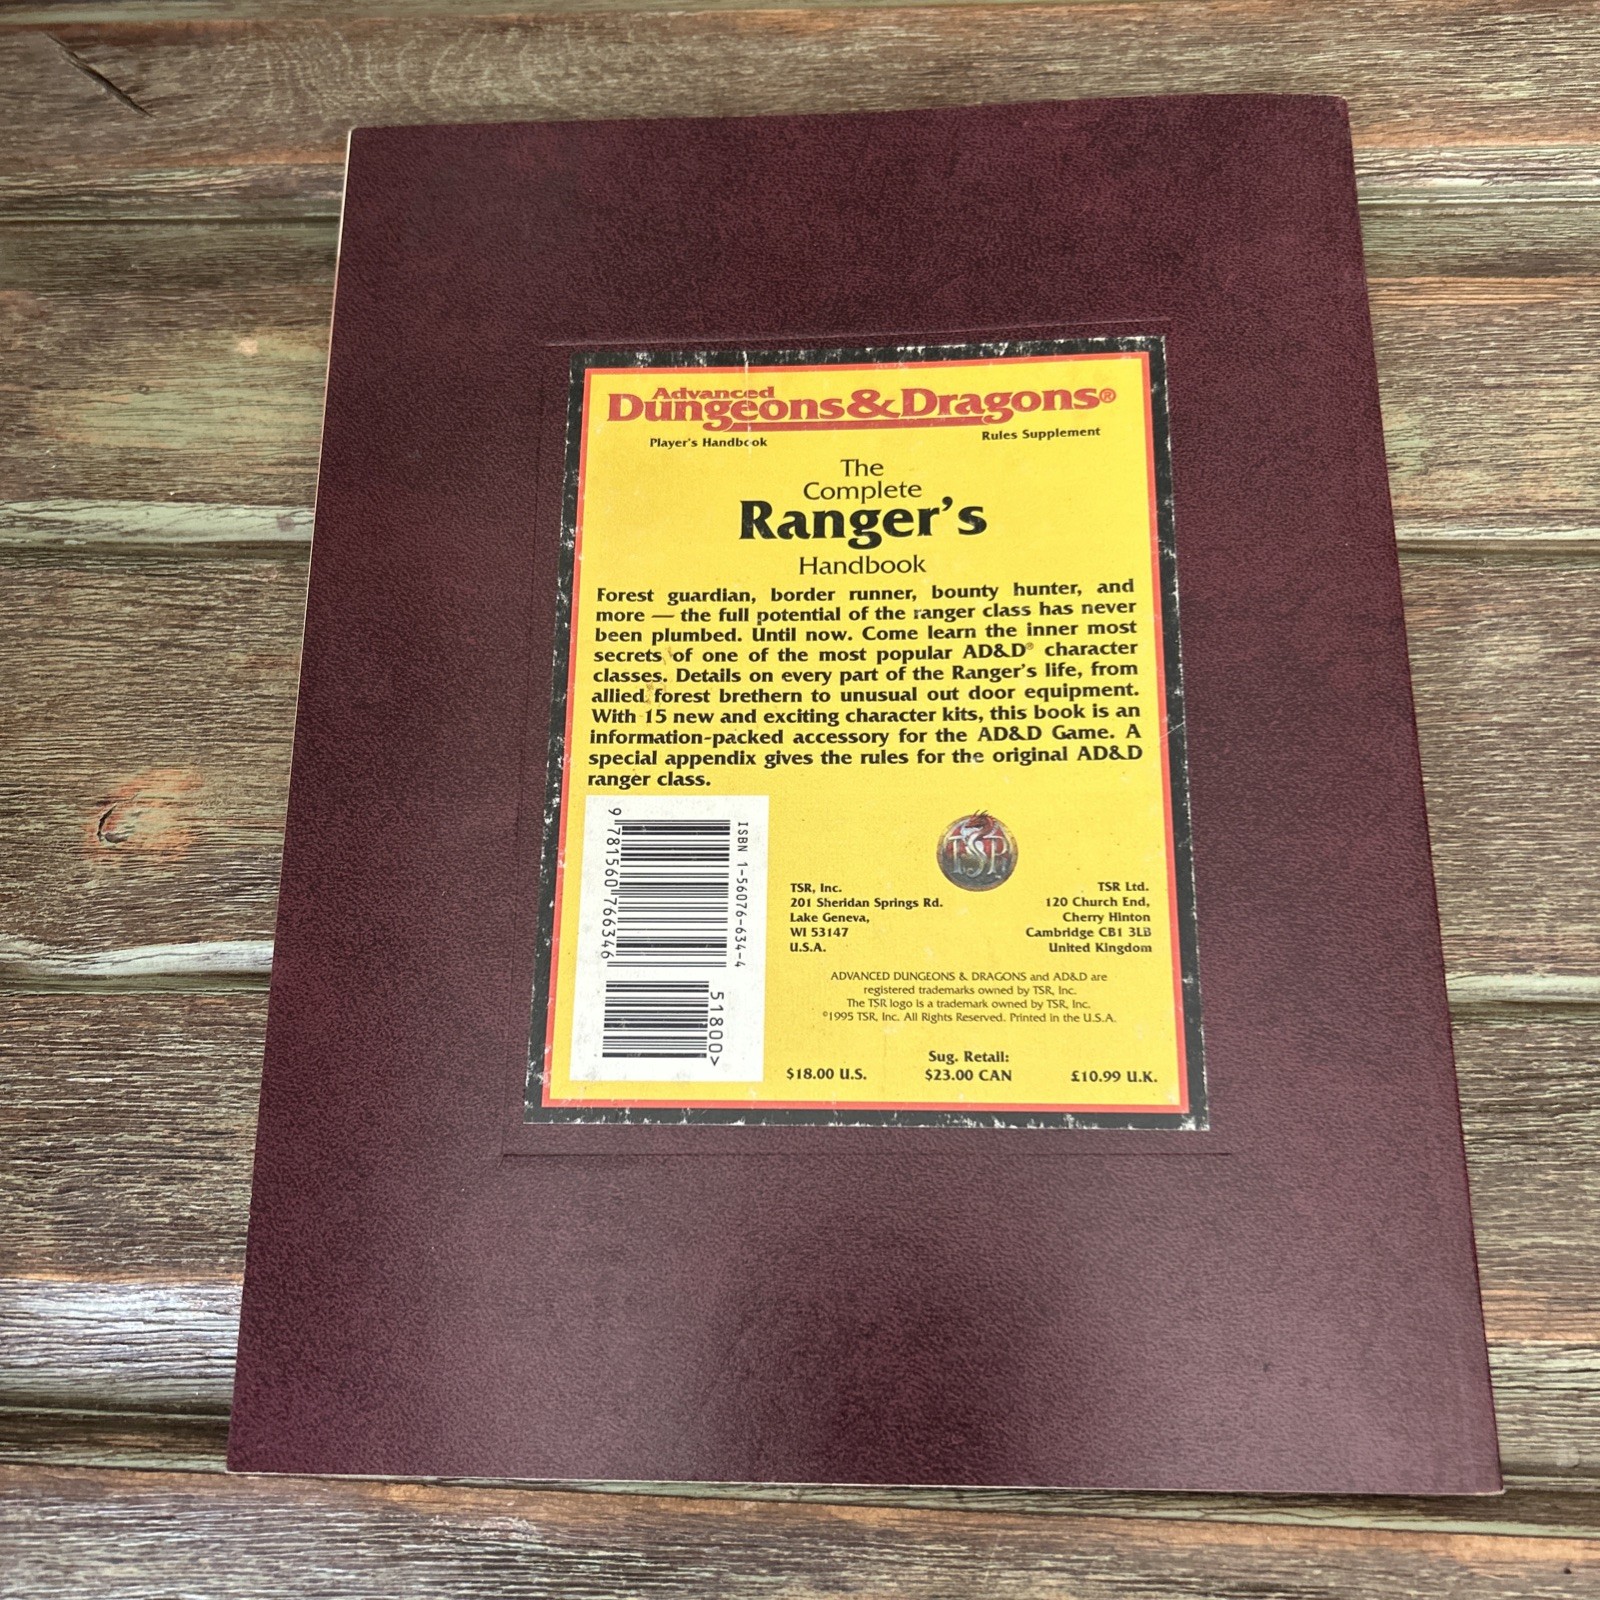 Advanced
Dungeons & Dragons®
Player's Handbook Rules Supplement
The
Complete
Ranger's
Handbook
Forest guardian, border runner, bounty hunter, and
more — the full potential of the ranger class has never
been plumbed. Until now. Come learn the inner most
secrets of one of the most popular AD&D® character
classes. Details on every part of the Ranger's life, from
allied forest brethern to unusual out door equipment.
With 15 new and exciting character kits, this book is an
information-packed accessory for the AD&D Game. A
special appendix gives the rules for the original AD&D
ranger class.
ISBN 1-56076-634-4
9 781560 766346
51800>
TSR
TSR, Inc.
201 Sheridan Springs Rd.
Lake Geneva,
WI 53147
U.S.A.
TSR Ltd.
120 Church End,
Cherry Hinton
Cambridge CB1 3LB
United Kingdom
ADVANCED DUNGEONS & DRAGONS and AD&D are
registered trademarks owned by TSR, Inc.
The TSR logo is a trademark owned by TSR, Inc.
©1995 TSR, Inc. All Rights Reserved. Printed in the U.S.A.
Sug. Retail:
$18.00 U.S. $23.00 CAN £10.99 U.K.